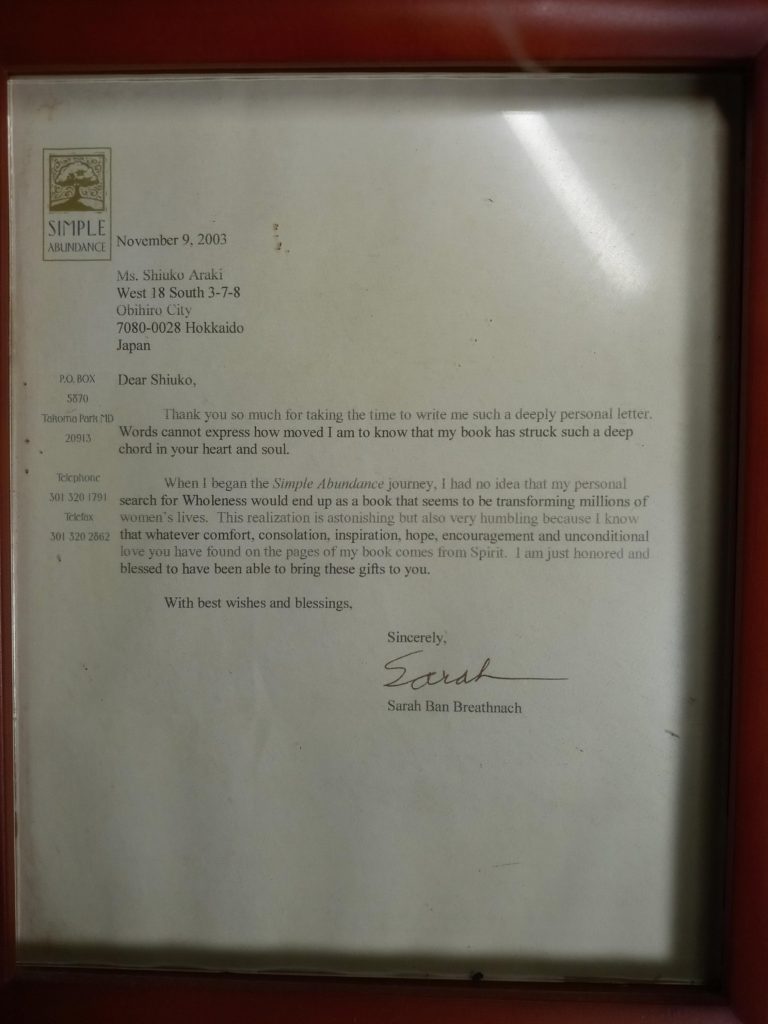 SIMPLE
ABUNDANCE
November 9, 2003
Ms. Shiuko Araki
West 18 South 3-7-8
Obihiro City
7080-0028 Hokkaido
Japan
P.O. BOX
5870
Takoma Park, MD
20913
Telephone
301 320 1791
Telefax
301 320 2862
Dear Shiuko,
Thank you so much for taking the time to write me such a deeply personal letter.
Words cannot express how moved I am to know that my book has struck such a deep
chord in your heart and soul.
When I began the Simple Abundance journey, I had no idea that my personal
search for Wholeness would end up as a book that seems to be transforming millions of
women's lives. This realization is astonishing but also very humbling because I know
that whatever comfort, consolation, inspiration, hope, encouragement and unconditional
love you have found on the pages of my book comes from Spirit. I am just honored and
blessed to have been able to bring these gifts to you.
With best wishes and blessings,
Sincerely,
Sarah
Sarah Ban Breathnach